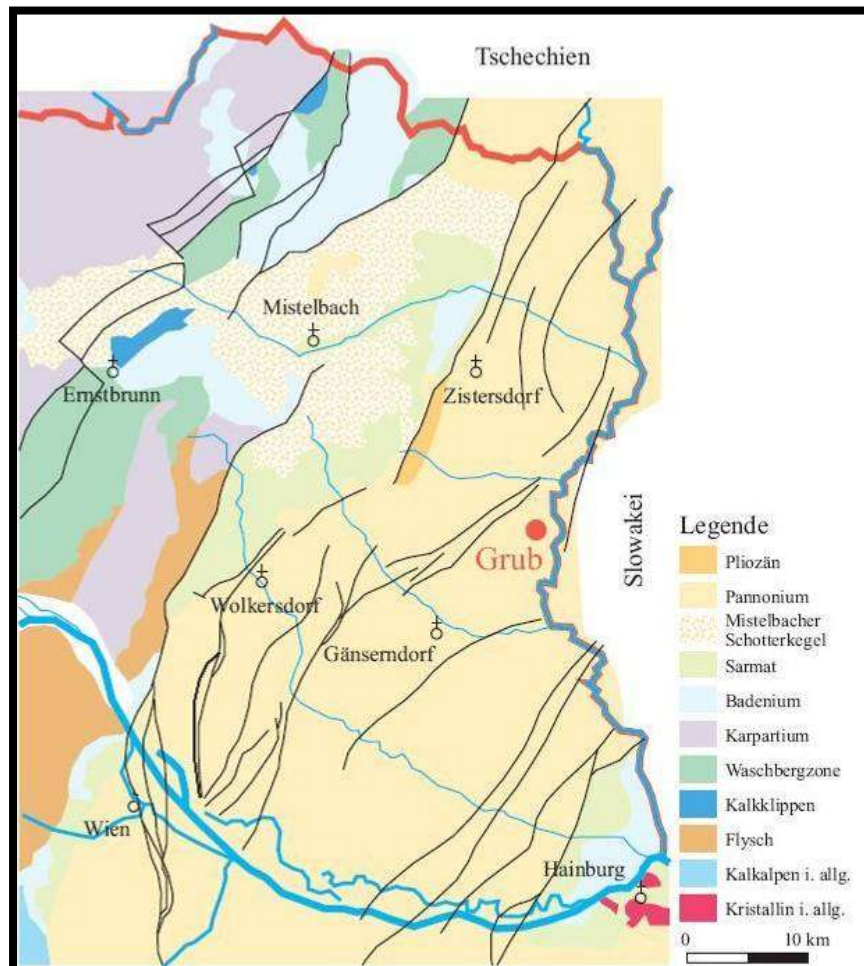 Tschechien
Mistelbach
Ernstbrunn
Zistersdorf
Slowakei
Grub
Wolkersdorf
Gänserndorf
Wien
Hainburg
Legende
Pliozän
Pannonium
Mistelbacher
Schotterkegel
Sarmat
Badenium
Karpartium
Waschbergzone
Kalkklippen
Flysch
Kalkalpen i. allg.
Kristallin i. allg.
0 10 km